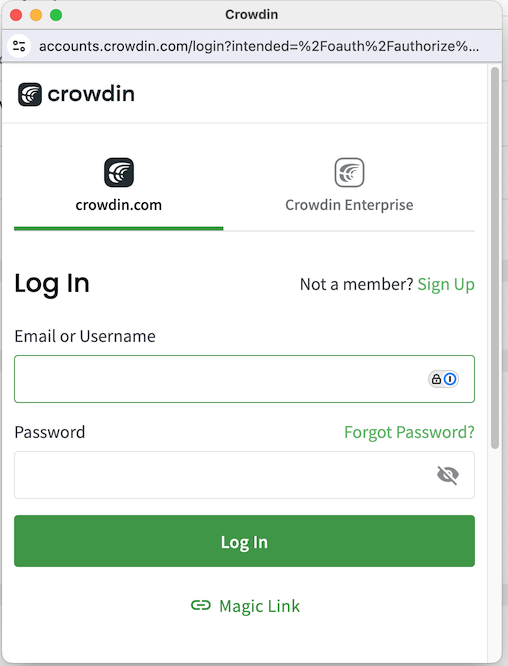 Crowdin
accounts.crowdin.com/login?intended=%2Foauth%2Fauthorize%...
crowdin
crowdin.com
Crowdin Enterprise
Log In
Not a member? Sign Up
Email or Username
Password
Forgot Password?
Log In
Magic Link